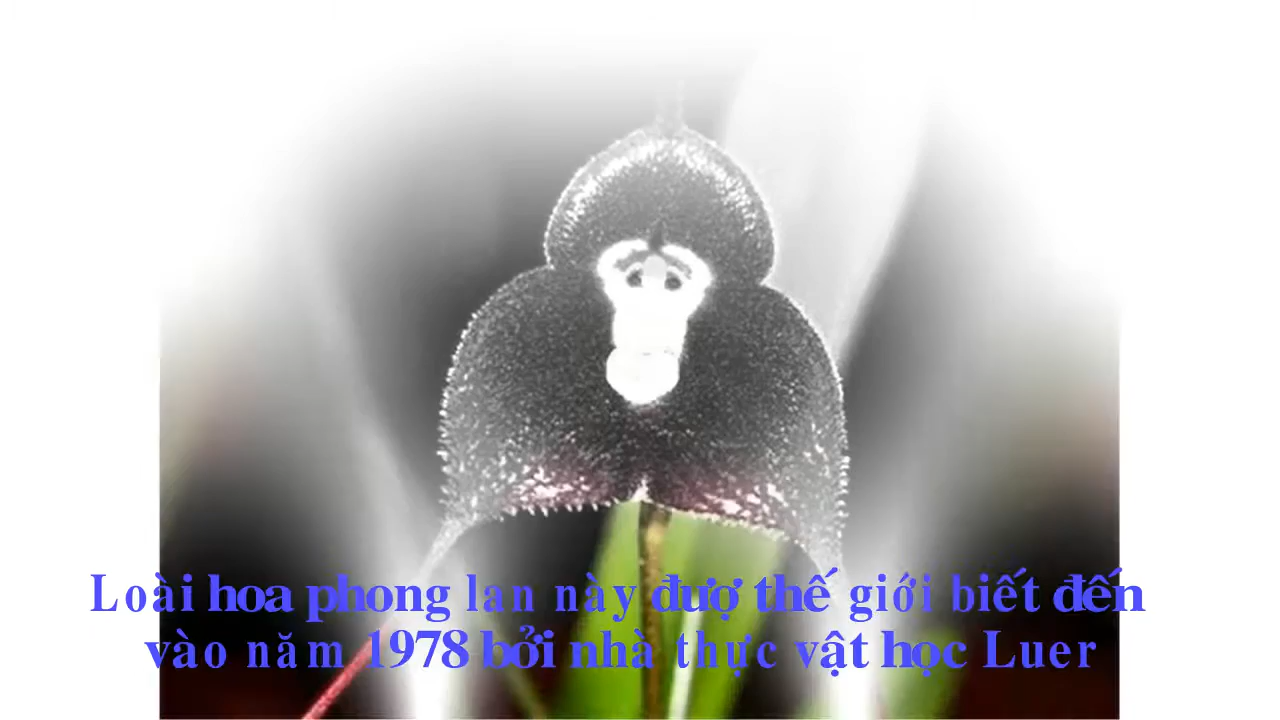 Loài hoa phong lan này đượ thế giới biết đến
vào năm 1978 bởi nhà thực vật học Luer